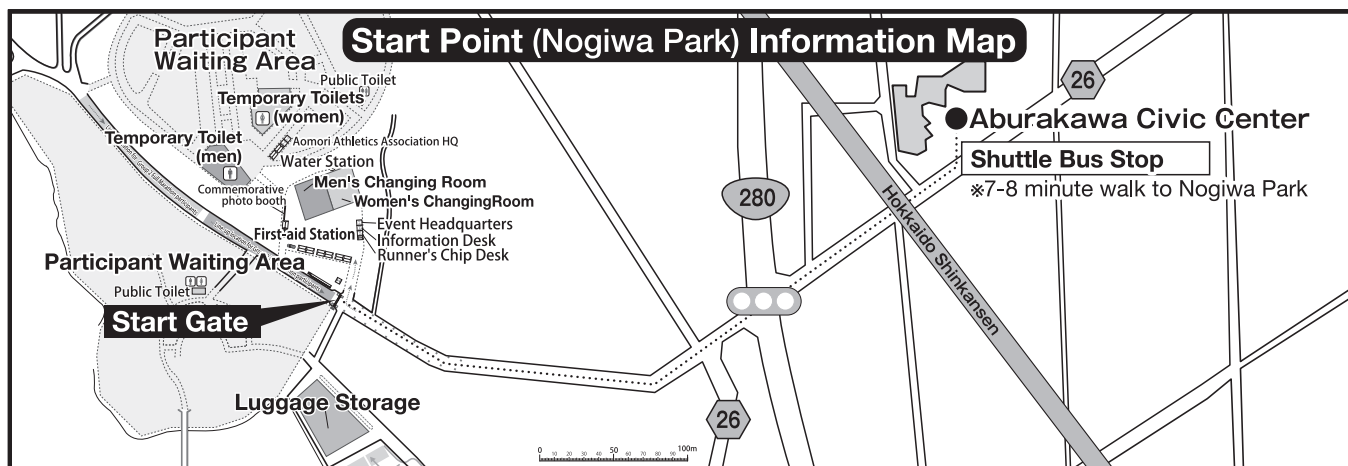 Start Point (Nogiwa Park) Information Map
Participant
Waiting Area
Public Toilet
Temporary Toilets
(women)
Temporary Toilet
(men)
Aomori Athletics Association HQ
Water Station
Commemorative
photo booth
Men's Changing Room
Women's ChangingRoom
First-aid Station
Event Headquarters
Information Desk
Runner's Chip Desk
Participant Waiting Area
Public Toilet
Start Gate
Luggage Storage
280
26
26
Hokkaido Shinkansen
●Aburakawa Civic Center
Shuttle Bus Stop
※7-8 minute walk to Nogiwa Park
0 10 20 30 40 50 60 70 80 90 100m